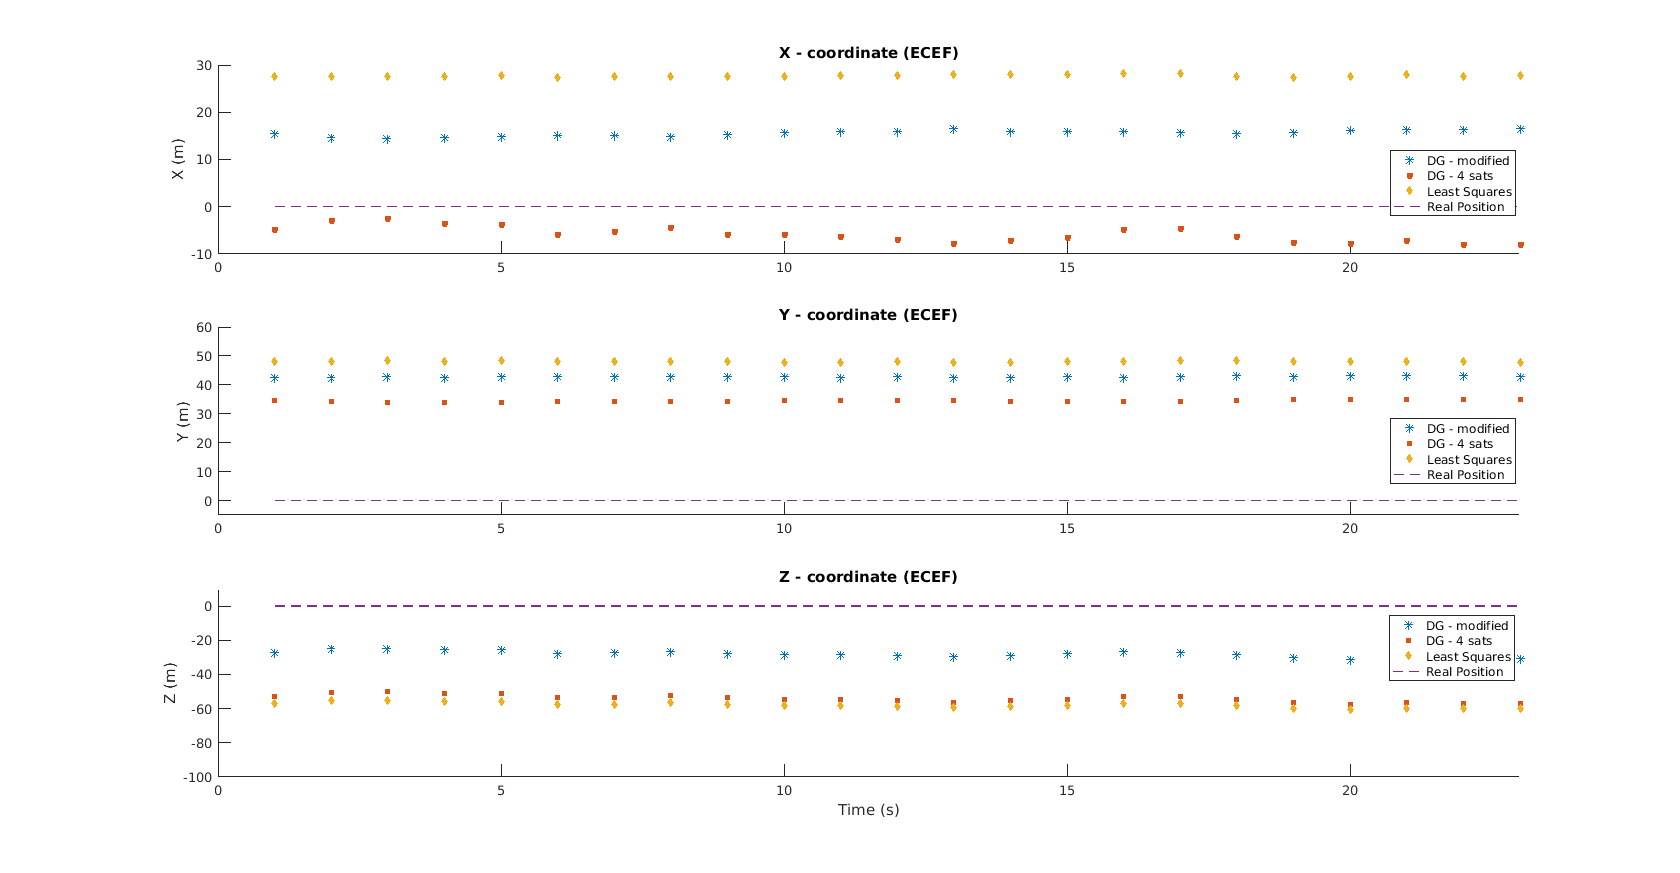 X - coordinate (ECEF)
30
20
10
0
-10
X (m)
DG - modified
DG - 4 sats
Least Squares
Real Position
0 5 10 15 20
Y - coordinate (ECEF)
60
50
40
30
20
10
0
Y (m)
DG - modified
DG - 4 sats
Least Squares
Real Position
0 5 10 15 20
Z - coordinate (ECEF)
0
-20
-40
-60
-80
-100
Z (m)
DG - modified
DG - 4 sats
Least Squares
Real Position
0 5 10 15 20
Time (s)